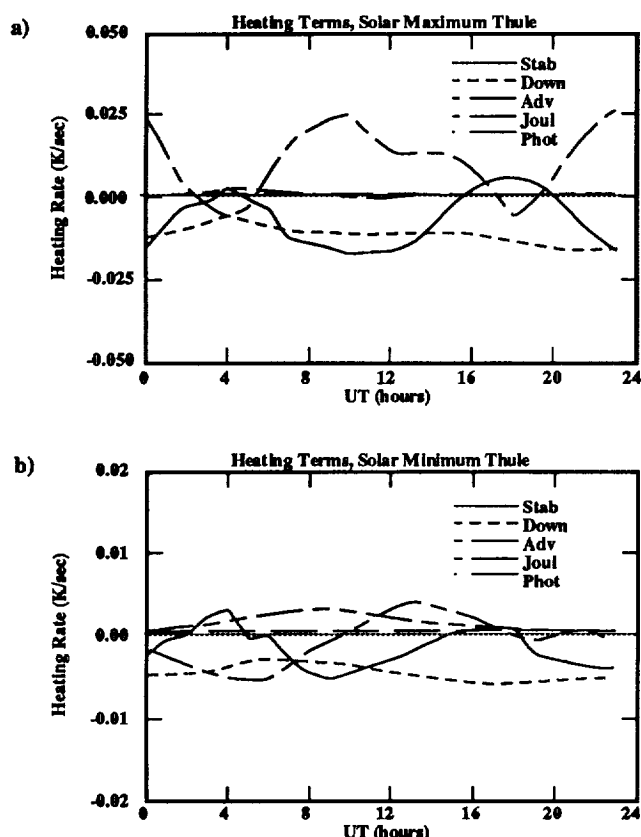 a)
Heating Terms, Solar Maximum Thule
0.050
0.025
0.000
-0.025
-0.050
Heating Rate (K/sec)
Stab
Down
Adv
Joul
Phot
0 4 8 12 16 20 24
UT (hours)
b)
Heating Terms, Solar Minimum Thule
0.02
0.01
0.00
-0.01
-0.02
Heating Rate (K/sec)
Stab
Down
Adv
Joul
Phot
0 4 8 12 16 20 24
UT (hours)